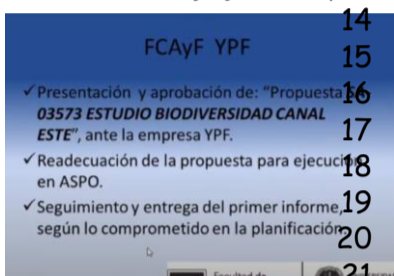 FCAyF YPF
14
15
✓Presentación y aprobación de: "Propuesta
16
03573 ESTUDIO BIODIVERSIDAD CANAL
ESTE", ante la empresa YPF.
17
✓Readecuación de la propuesta para ejecución
18
en ASPO.
✓Seguimiento y entrega del primer informe,
19
según lo comprometido en la planificación.
20
Facultad de
21